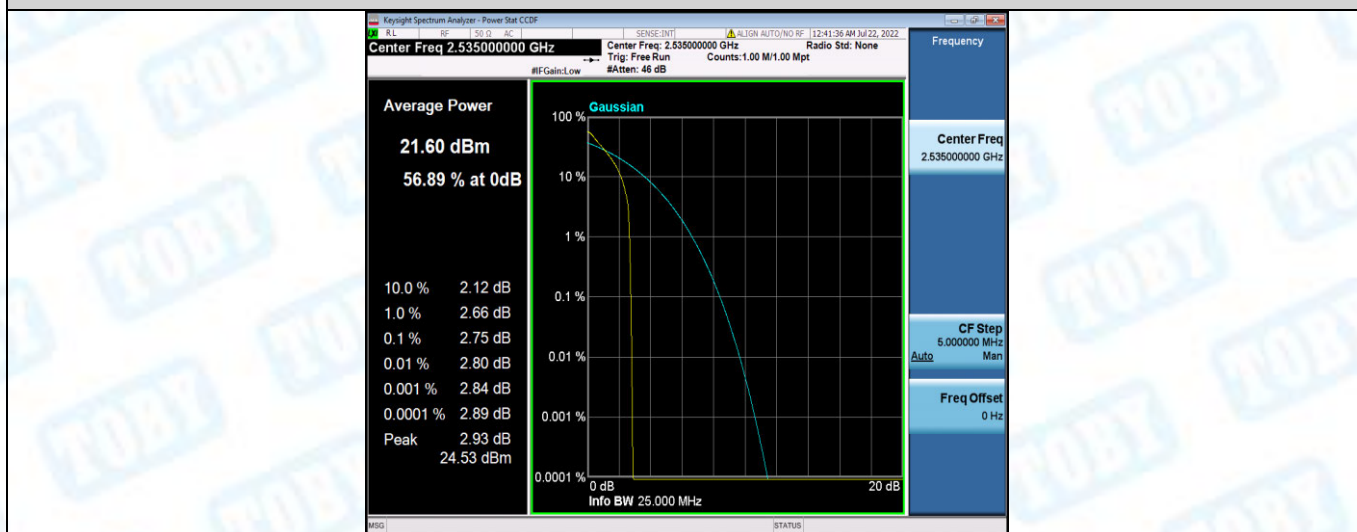 Keysight Spectrum Analyzer - Power Stat CCDF
RL RF 50 Ω AC SENSE:INT ALIGN AUTO/NO RF 12:41:36 AM Jul 22, 2022
Center Freq 2.535000000 GHz
Center Freq: 2.535000000 GHz Radio Std: None
Trig: Free Run Counts:1.00 M/1.00 Mpt
#IFGain:Low #Atten: 46 dB
Frequency
Average Power
21.60 dBm
56.89 % at 0dB
10.0 % 2.12 dB
1.0 % 2.66 dB
0.1 % 2.75 dB
0.01 % 2.80 dB
0.001 % 2.84 dB
0.0001 % 2.89 dB
Peak 2.93 dB
24.53 dBm
Gaussian
100 %
10 %
1 %
0.1 %
0.01 %
0.001 %
0.0001 %
0 dB 20 dB
Info BW 25.000 MHz
Center Freq
2.535000000 GHz
CF Step
5.000000 MHz
Auto Man
Freq Offset
0 Hz
MSG STATUS
TOBY
TOBY
TOBY
TOBY
TOBY
TOBY
TOBY